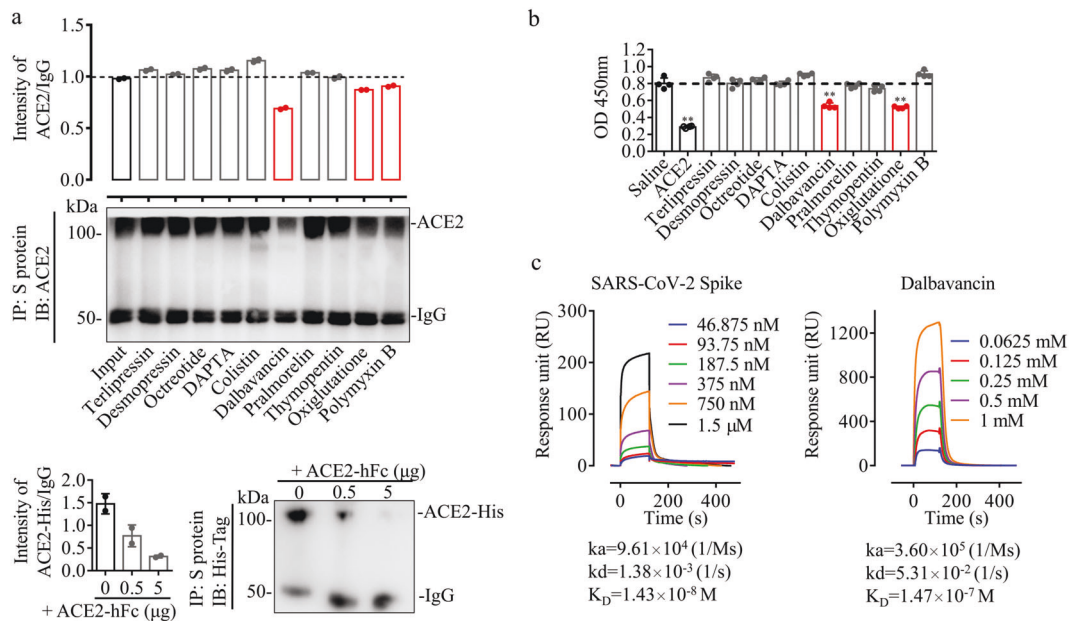 a
Intensity of
ACE2/IgG
1.5
1.0
0.5
0.0
kDa
100-
50-
IP: S protein
IB: ACE2
-ACE2
-IgG
Input
Terlipressin
Desmopressin
Octreotide
DAPTA
Colistin
Dalbavancin
Pralmorelin
Thymopentin
Oxiglutatione
Polymyxin B
Intensity of
ACE2-His/IgG
2.0
1.5
1.0
0.5
0.0
0 0.5 5
+ ACE2-hFc (μg)
+ ACE2-hFc (μg)
kDa 0 0.5 5
100-
50-
IP: S protein
IB: His-Tag
-ACE2-His
-IgG
b
OD 450nm
1.2
1.0
0.8
0.6
0.4
0.2
0.0
**
**
**
Saline
ACE2
Terlipressin
Desmopressin
Octreotide
DAPTA
Colistin
Dalbavancin
Pralmorelin
Thymopentin
Oxiglutatione
Polymyxin B
c
SARS-CoV-2 Spike
Response unit (RU)
300
200
100
0
46.875 nM
93.75 nM
187.5 nM
375 nM
750 nM
1.5 μM
0 200 400
Time (s)
ka=9.61×10⁴ (1/Ms)
kd=1.38×10⁻³ (1/s)
K_D=1.43×10⁻⁸ M
Dalbavancin
Response unit (RU)
1200
800
400
0
0.0625 mM
0.125 mM
0.25 mM
0.5 mM
1 mM
0 200 400
Time (s)
ka=3.60×10⁵ (1/Ms)
kd=5.31×10⁻² (1/s)
K_D=1.47×10⁻⁷ M